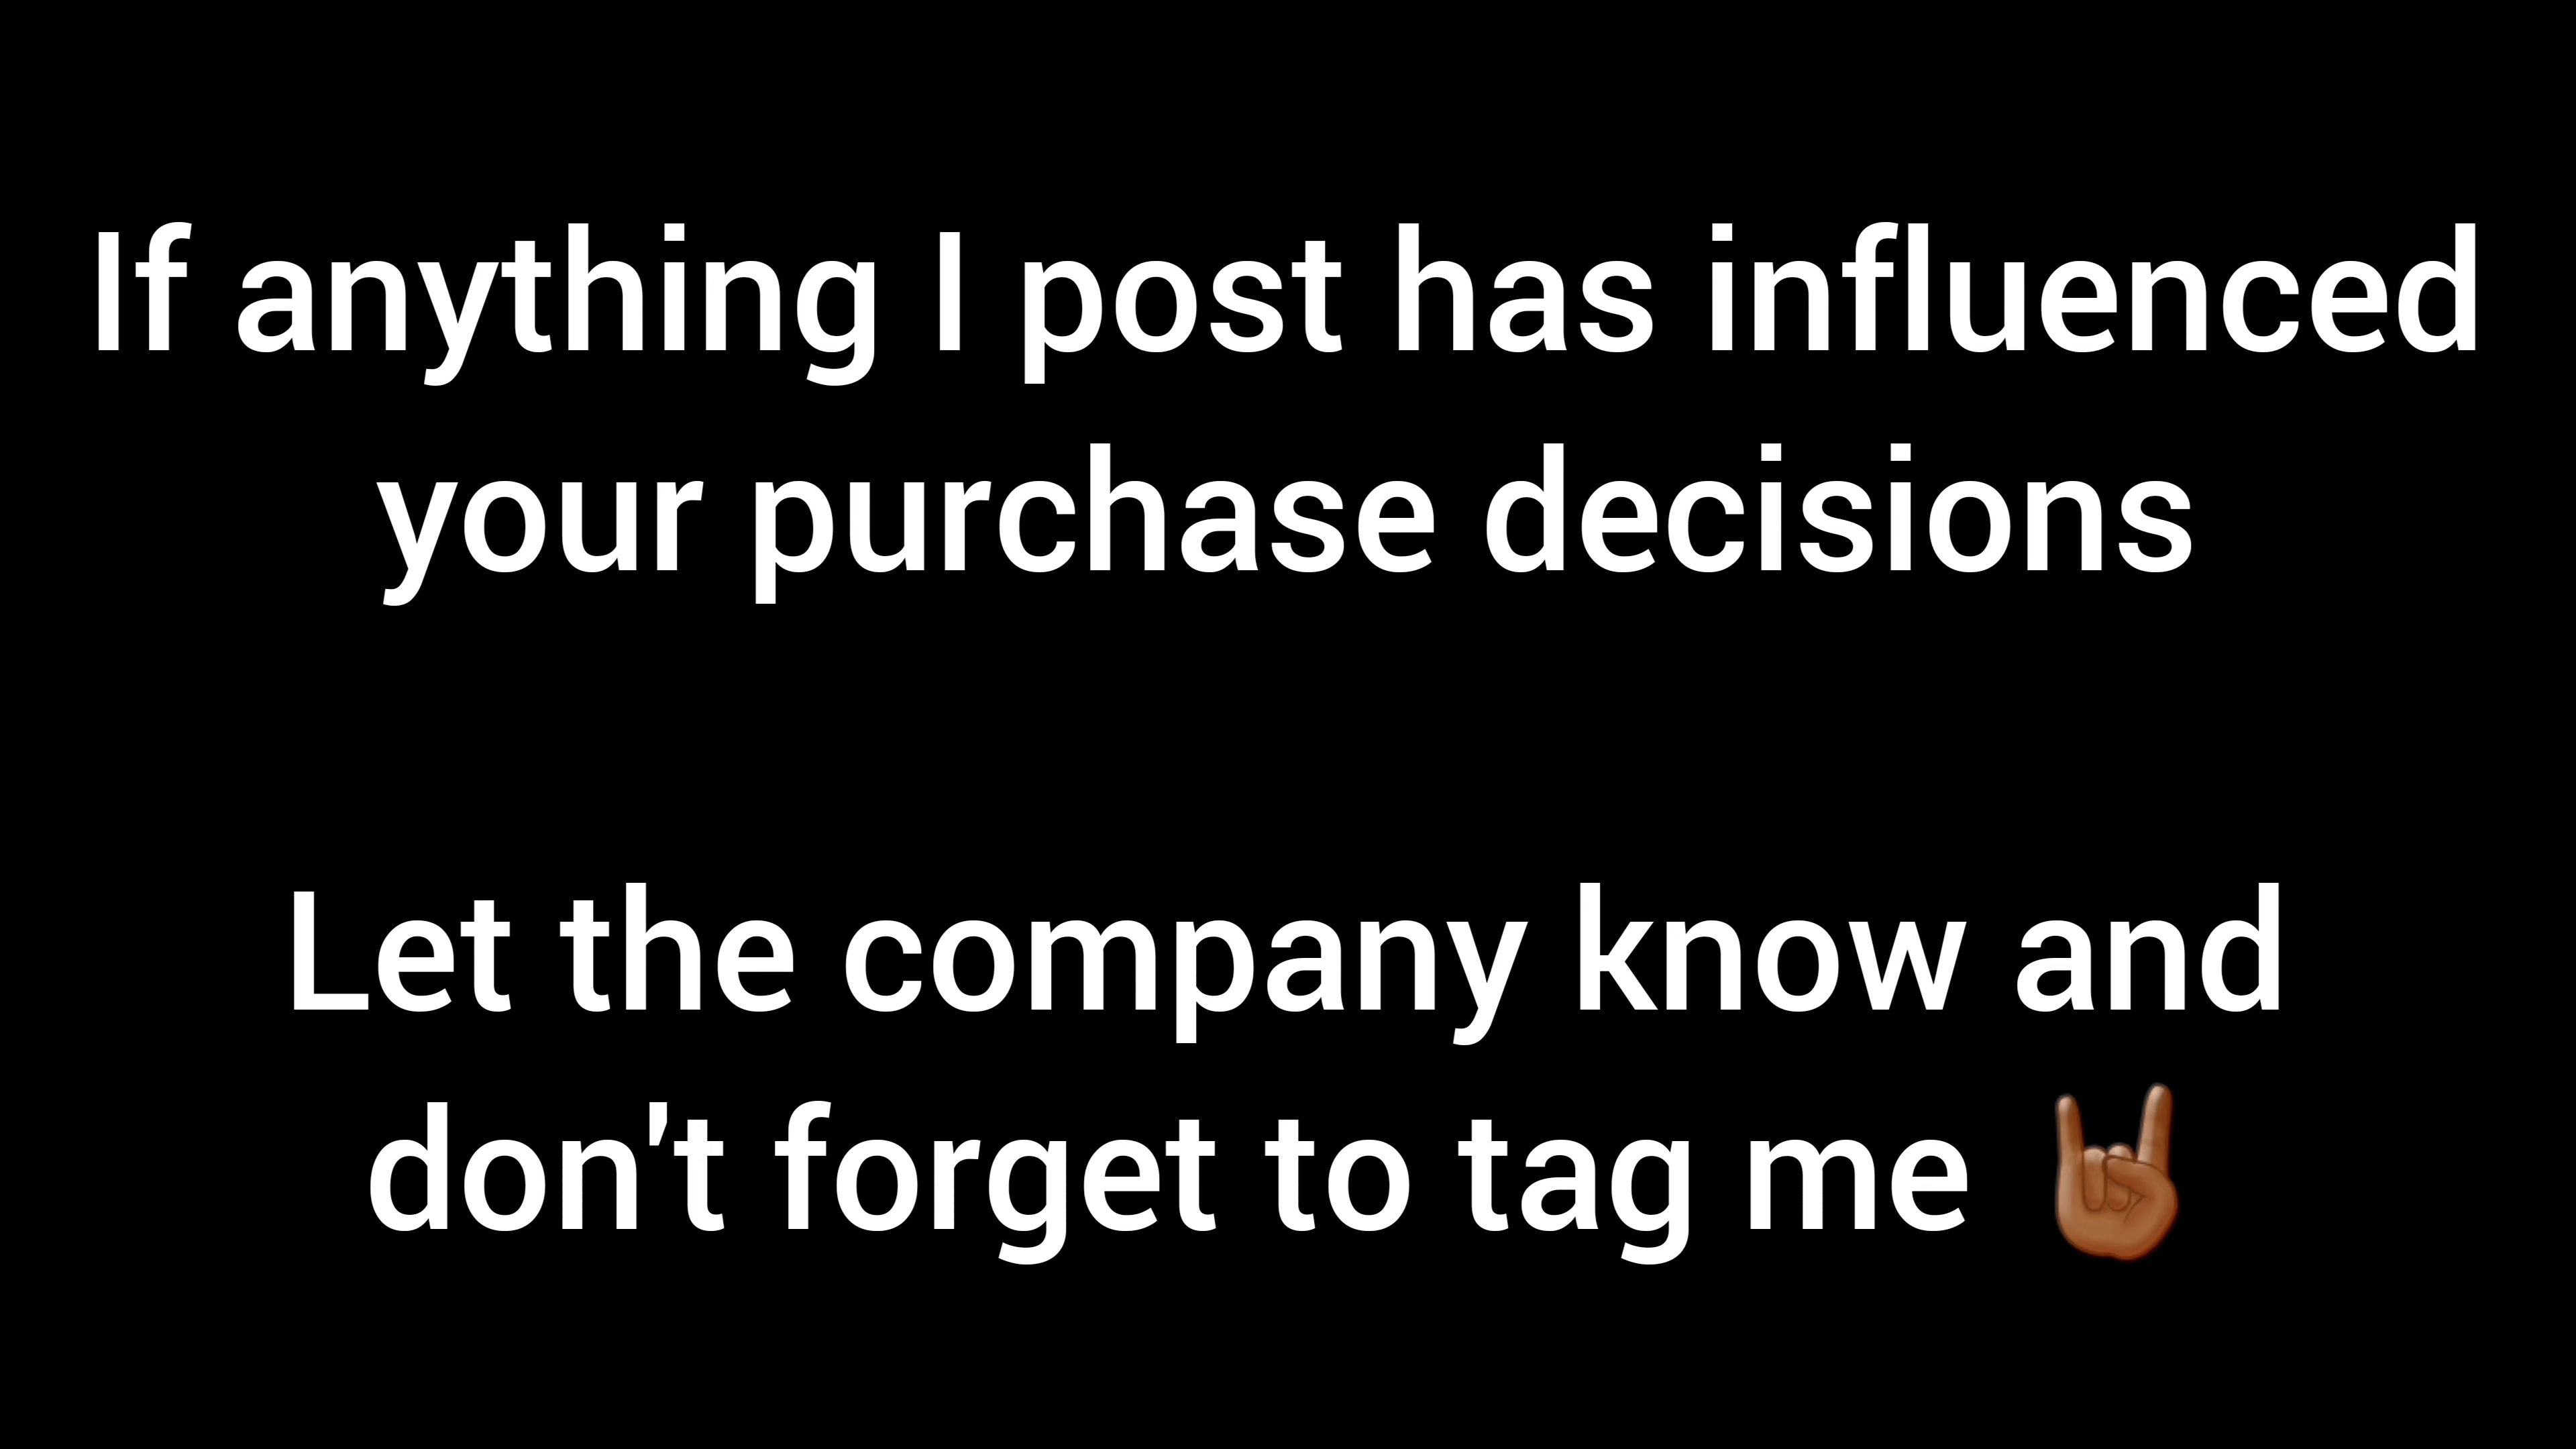 If anything I post has influenced
your purchase decisions
Let the company know and
don't forget to tag me 🤘🏾